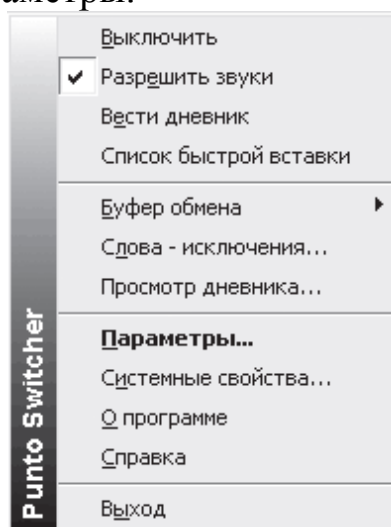 аметры.
Выключить
Разрешить звуки
Вести дневник
Список быстрой вставки
Буфер обмена
Слова - исключения...
Просмотр дневника...
Параметры...
Системные свойства...
О программе
Справка
Выход
Punto Switcher